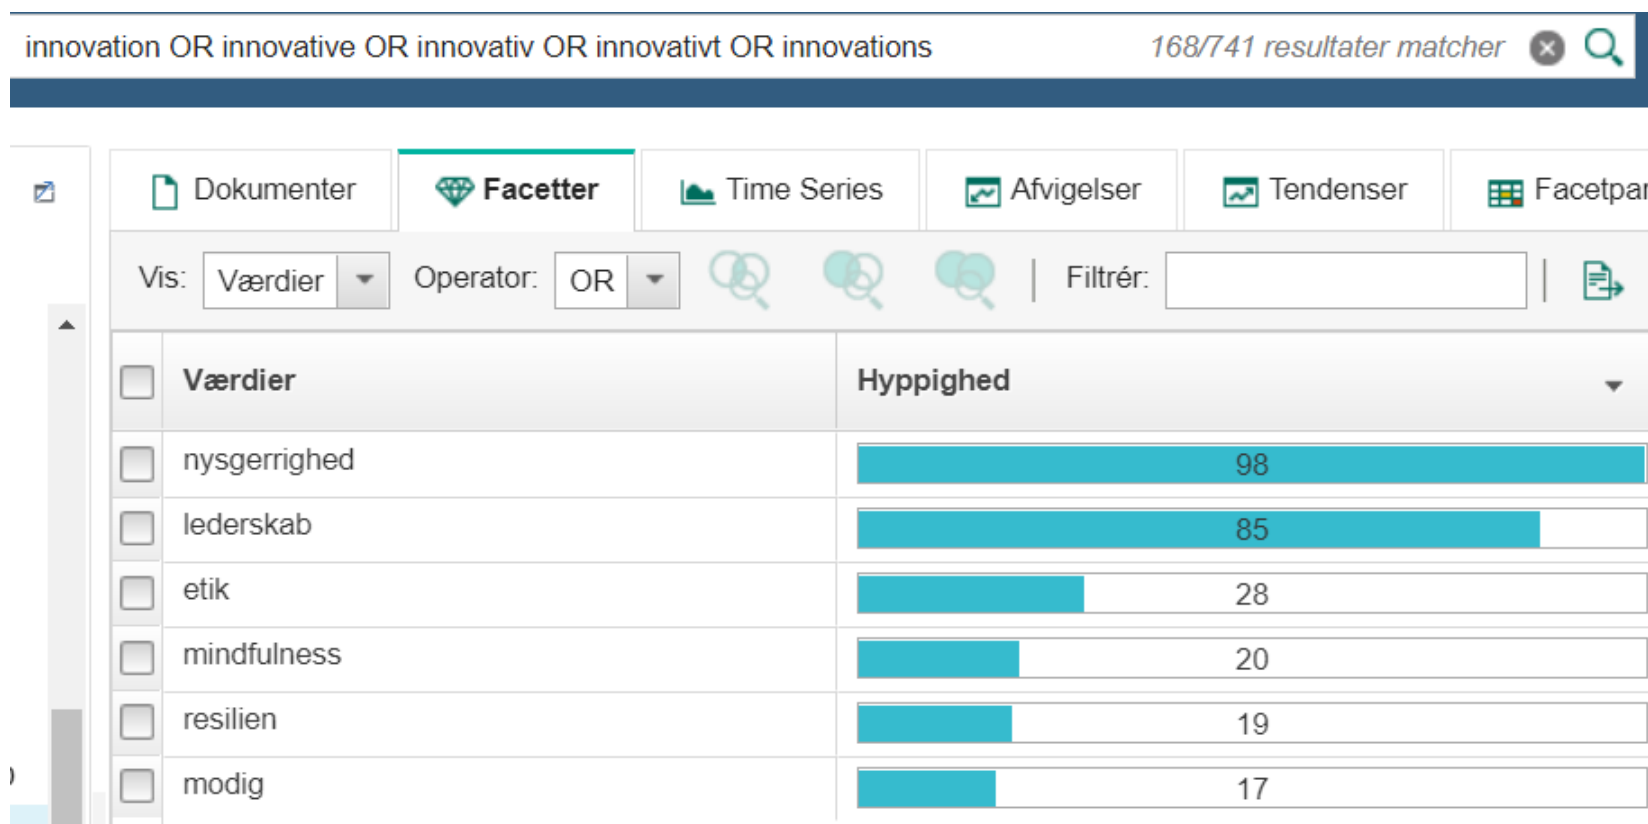 innovation OR innovative OR innovativ OR innovativt OR innovations 168/741 resultater matcher
Dokumenter Facetter Time Series Afvigelser Tendenser Facetpar
Vis: Værdier Operator: OR Filtrér:
Værdier Hyppighed
nysgerrighed 98
lederskab 85
etik 28
mindfulness 20
resilien 19
modig 17